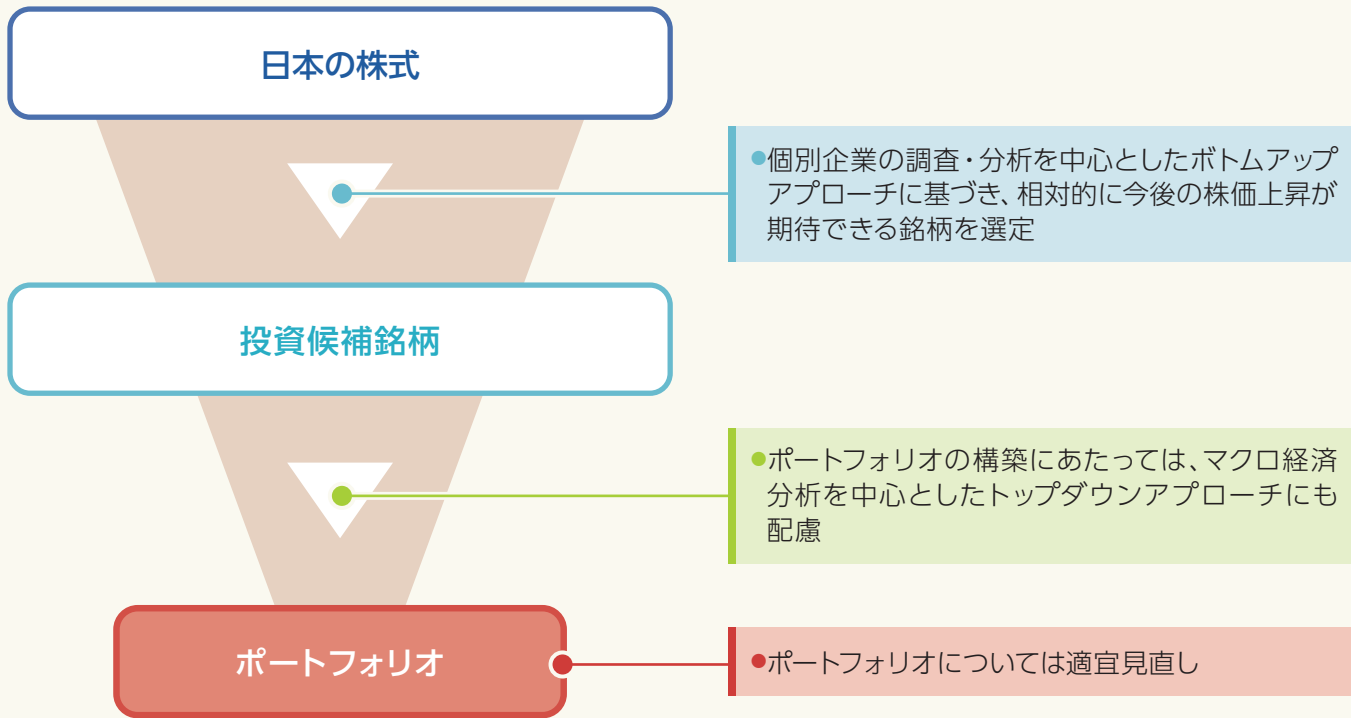 日本の株式
●個別企業の調査・分析を中心としたボトムアップ
アプローチに基づき、相対的に今後の株価上昇が
期待できる銘柄を選定
投資候補銘柄
●ポートフォリオの構築にあたっては、マクロ経済
分析を中心としたトップダウンアプローチにも
配慮
ポートフォリオ
●ポートフォリオについては適宜見直し